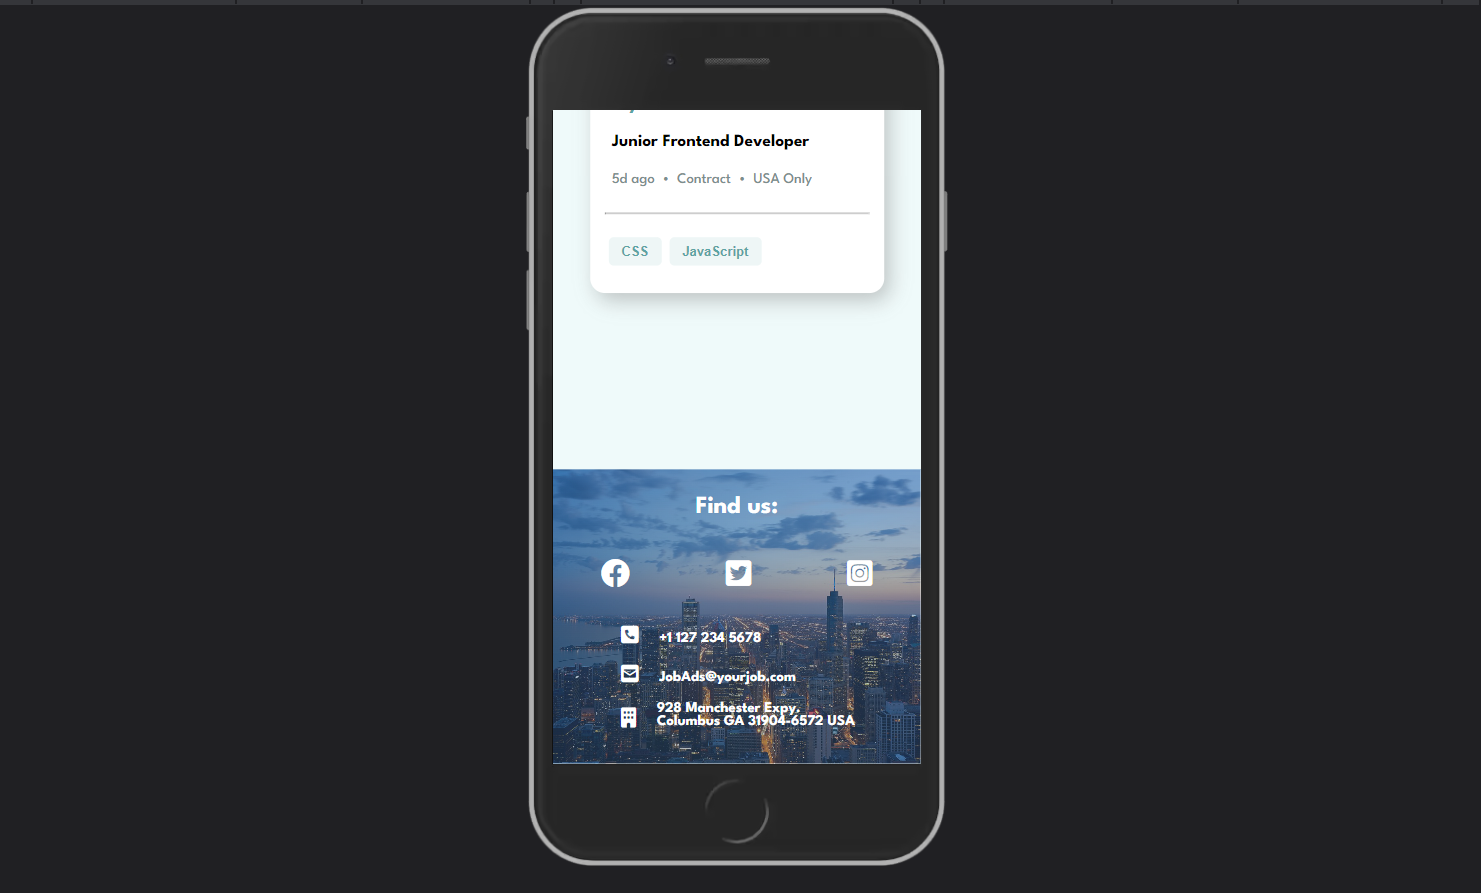 Junior Frontend Developer
5d ago • Contract • USA Only
CSS JavaScript
Find us:
+1 127 234 5678
JobAds@yourjob.com
928 Manchester Expy.
Columbus GA 31904-6572 USA